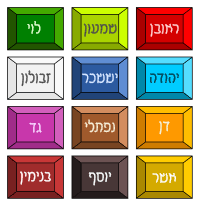 ראובן
שמעון
לוי
יהודה
יששכר
זבולון
דן
נפתלי
גד
אשר
יוסף
בנימין